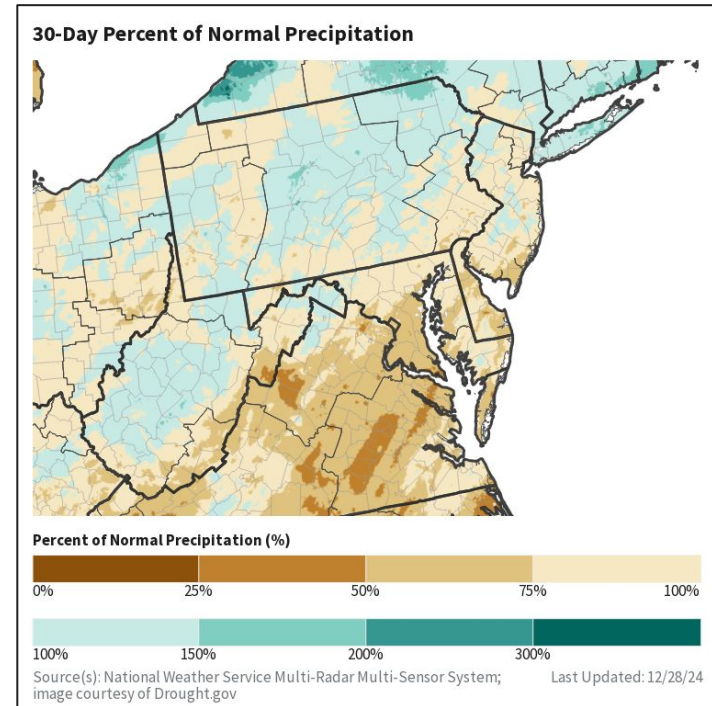 30-Day Percent of Normal Precipitation
Percent of Normal Precipitation (%)
0% 25% 50% 75% 100%
100% 150% 200% 300%
Source(s): National Weather Service Multi-Radar Multi-Sensor System; Last Updated: 12/28/24
image courtesy of Drought.gov